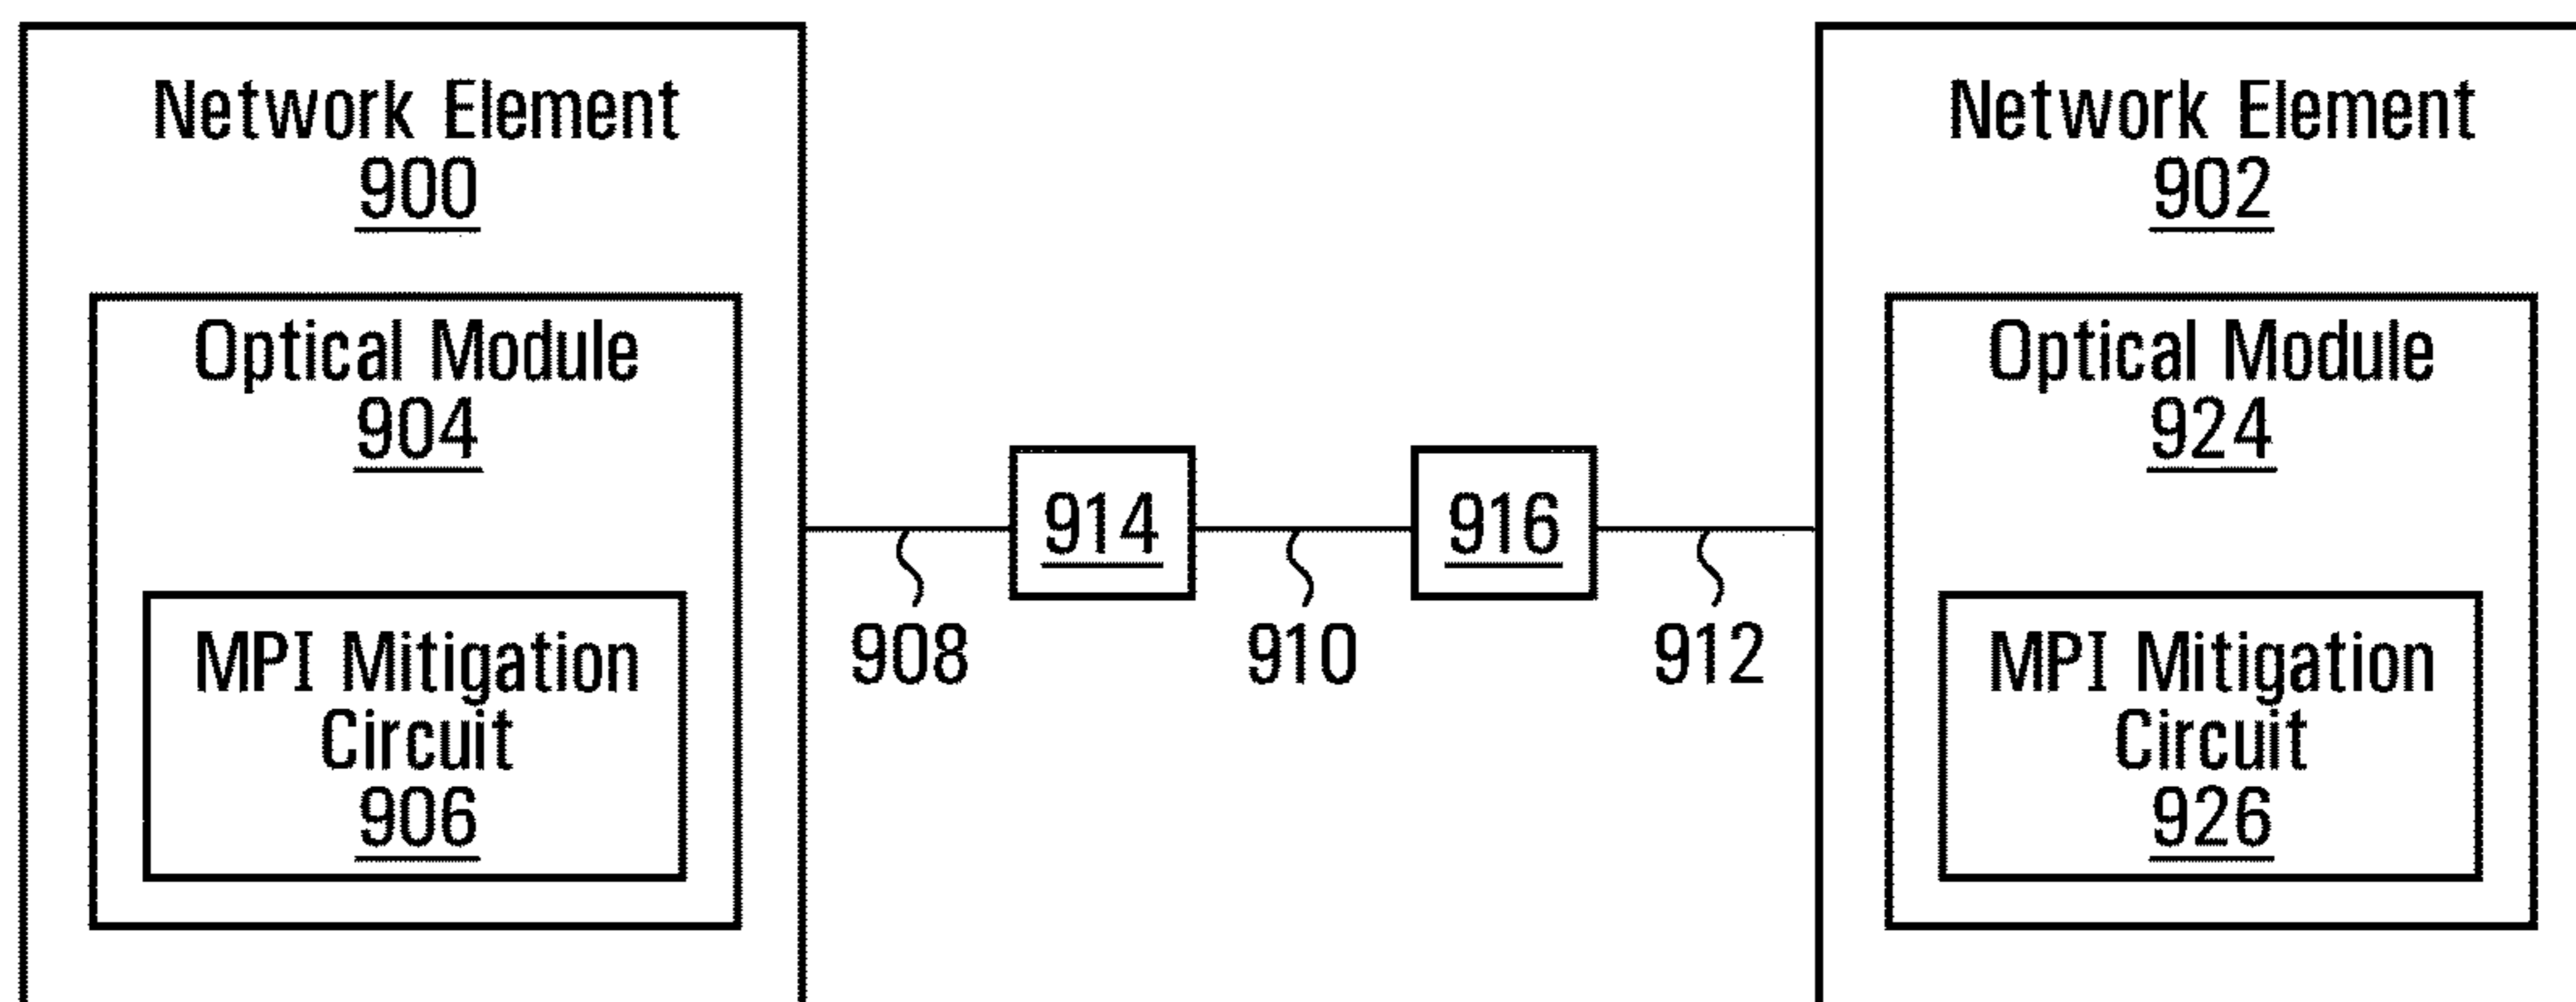 Network Element
900
Optical Module
904
MPI Mitigation
Circuit
906
914
916
908
910
912
Network Element
902
Optical Module
924
MPI Mitigation
Circuit
926